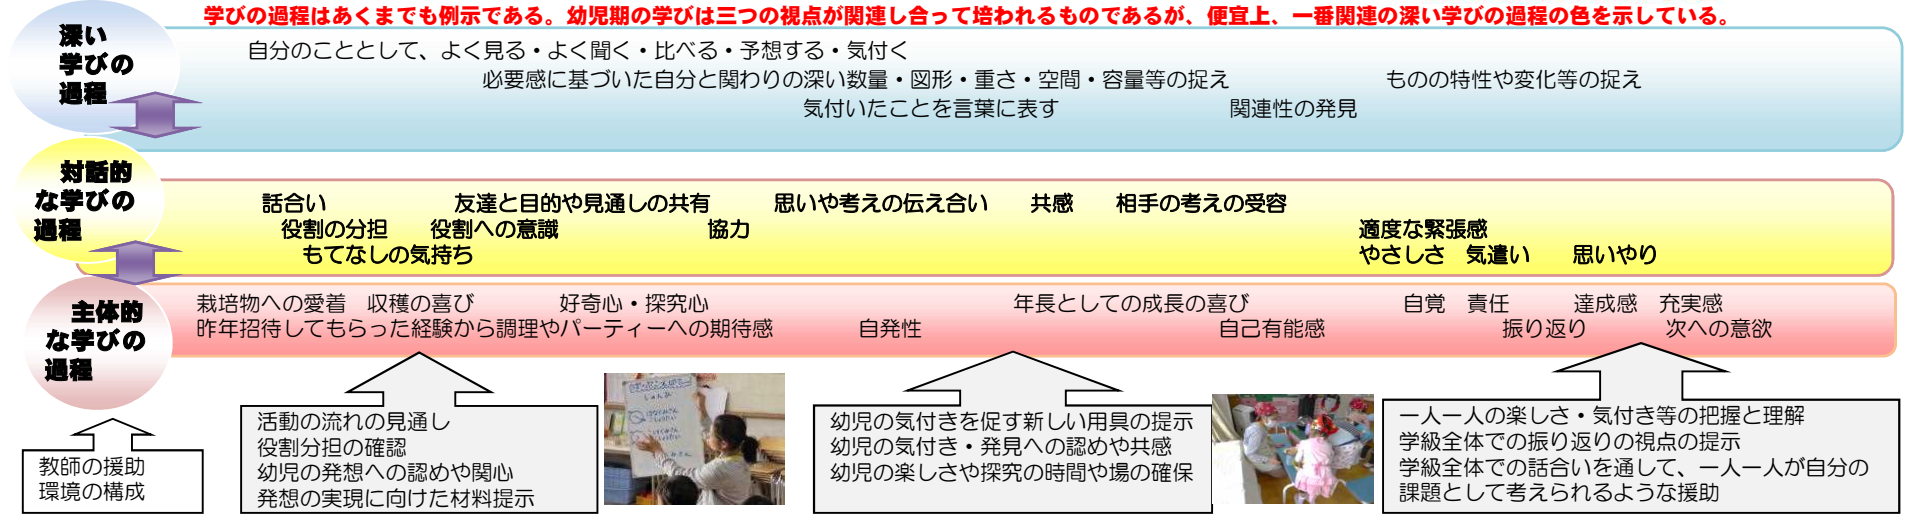 学びの過程はあくまでも例示である。幼児期の学びは三つの視点が関連し合って培われるものであるが、便宜上、一番関連の深い学びの過程の色を示している。
深い
学びの
過程
自分のこととして、よく見る・よく聞く・比べる・予想する・気付く
必要感に基づいた自分と関わりの深い数量・図形・重さ・空間・容量等の捉え　ものの特性や変化等の捉え
気付いたことを言葉に表す　関連性の発見
対話的
な学びの
過程
話合い　友達と目的や見通しの共有　思いや考えの伝え合い　共感　相手の考えの受容
役割の分担　役割への意識　協力　適度な緊張感
もてなしの気持ち　やさしさ　気遣い　思いやり
主体的
な学びの
過程
栽培物への愛着　収穫の喜び　好奇心・探究心　年長としての成長の喜び　自覚　責任　達成感　充実感
昨年招待してもらった経験から調理やパーティーへの期待感　自発性　自己有能感　振り返り　次への意欲
教師の援助
環境の構成
活動の流れの見通し
役割分担の確認
幼児の発想への認めや関心
発想の実現に向けた材料提示
幼児の気付きを促す新しい用具の提示
幼児の気付き・発見への認めや共感
幼児の楽しさや探究の時間や場の確保
一人一人の楽しさ・気付き等の把握と理解
学級全体での振り返りの視点の提示
学級全体での話合いを通して、一人一人が自分の
課題として考えられるような援助